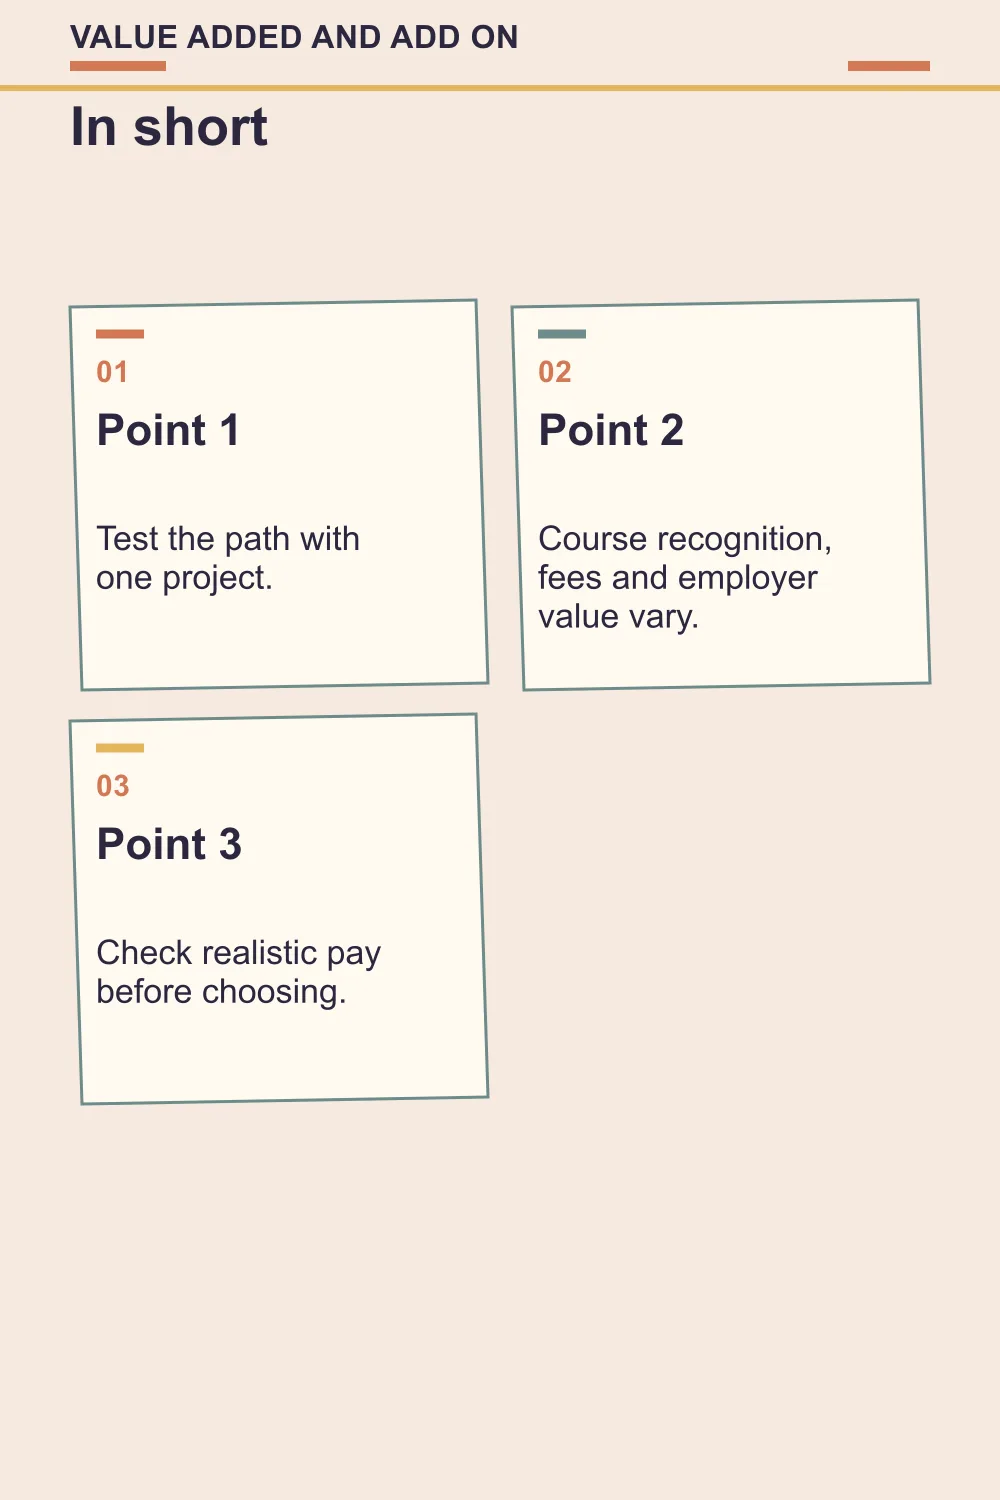 VALUE ADDED AND ADD ON
In short
01
Point 1
Test the path with
one project.
02
Point 2
Course recognition,
fees and employer
value vary.
03
Point 3
Check realistic pay
before choosing.